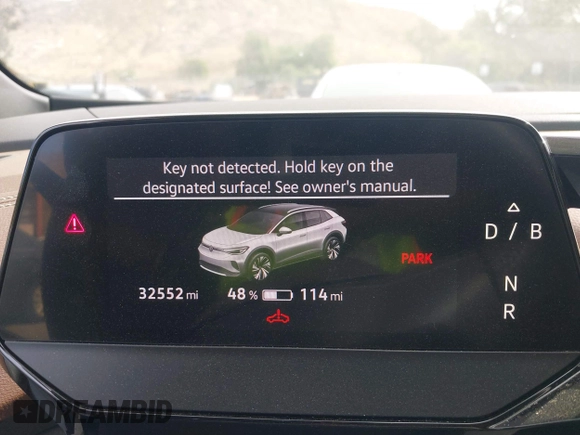 Key not detected. Hold key on the
designated surface! See owner's manual.
D / B
PARK
N
R
32552 mi 48 % 114 mi
DREAMBID